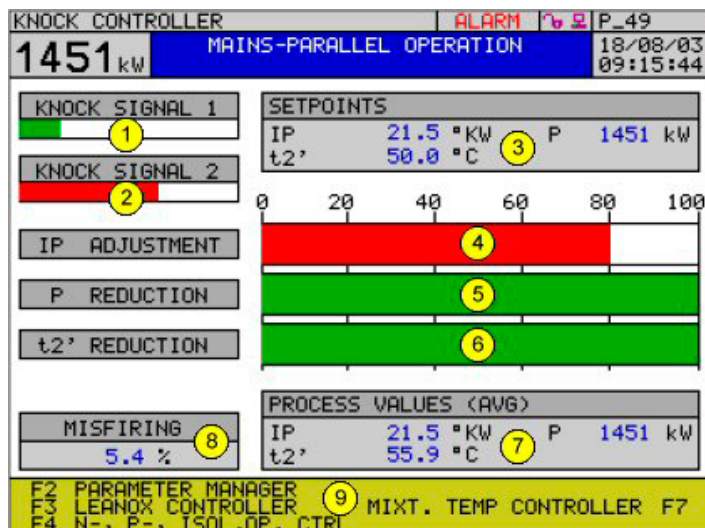 KNOCK CONTROLLER ALARM P_49
1451 kW MAINS-PARALLEL OPERATION 18/08/03
09:15:44
KNOCK SIGNAL 1
1
KNOCK SIGNAL 2
2
SETPOINTS
IP 21.5 °KW P 1451 kW
t2' 50.0 °C
3
0 20 40 60 80 100
IP ADJUSTMENT
4
P REDUCTION
5
t2' REDUCTION
6
MISFIRING
5.4 %
8
PROCESS VALUES (AVG)
IP 21.5 °KW P 1451 kW
t2' 55.9 °C
7
F2 PARAMETER MANAGER
F3 LEANOX CONTROLLER 9 MIXT. TEMP CONTROLLER F7
F4 N-, P-, ISOL.OP. CTRL